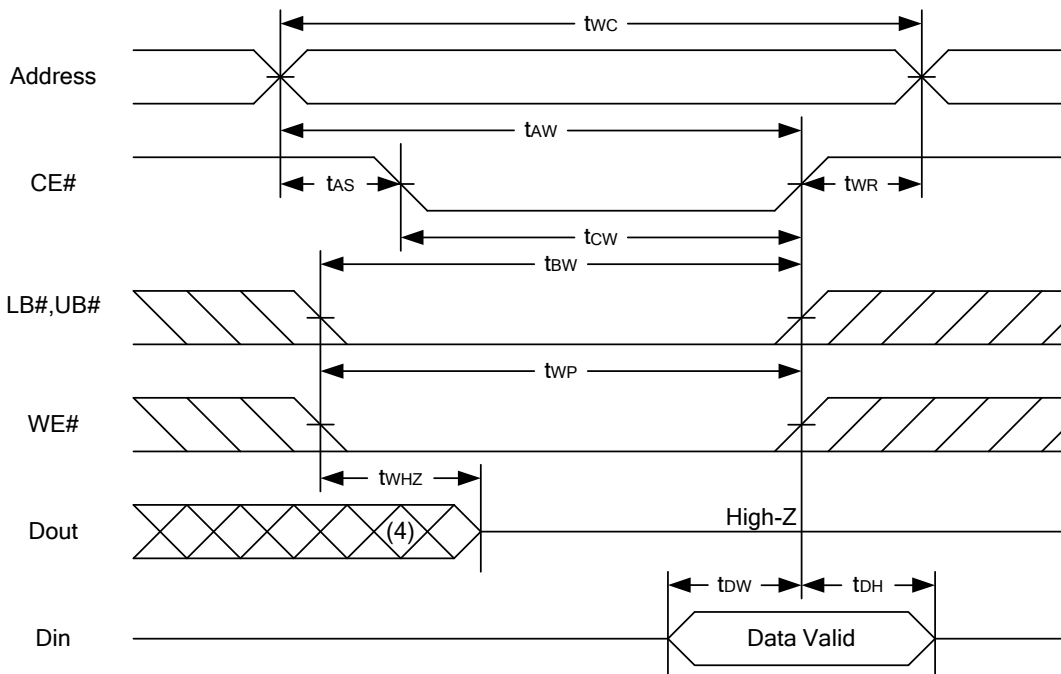 tWC
Address
tAW
CE#
tAS
tWR
tCW
tBW
LB#,UB#
tWP
WE#
tWHZ
Dout
(4)
High-Z
tDW
tDH
Din
Data Valid